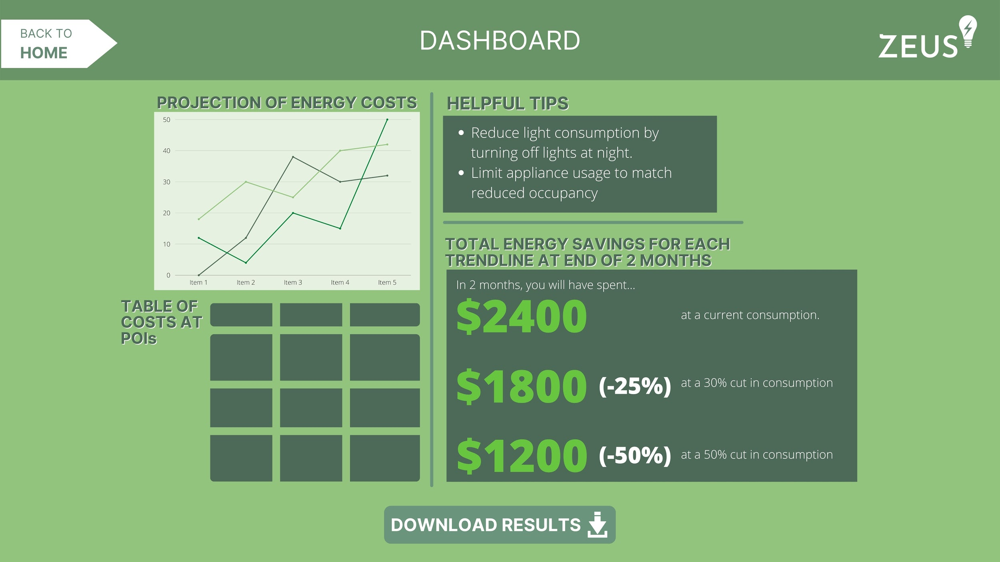 BACK TO
HOME
DASHBOARD
ZEUS
PROJECTION OF ENERGY COSTS
50
40
30
20
10
0
Item 1 Item 2 Item 3 Item 4 Item 5
TABLE OF
COSTS AT
POIs
HELPFUL TIPS
Reduce light consumption by
turning off lights at night.
Limit appliance usage to match
reduced occupancy
TOTAL ENERGY SAVINGS FOR EACH
TRENDLINE AT END OF 2 MONTHS
In 2 months, you will have spent...
$2400 at a current consumption.
$1800 (-25%) at a 30% cut in consumption
$1200 (-50%) at a 50% cut in consumption
DOWNLOAD RESULTS